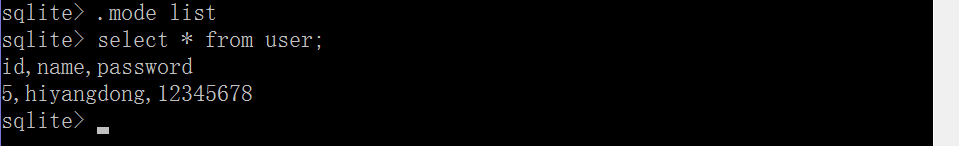 sqlite> .mode list
sqlite> select * from user;
id,name,password
5,hiyangdong,12345678
sqlite>